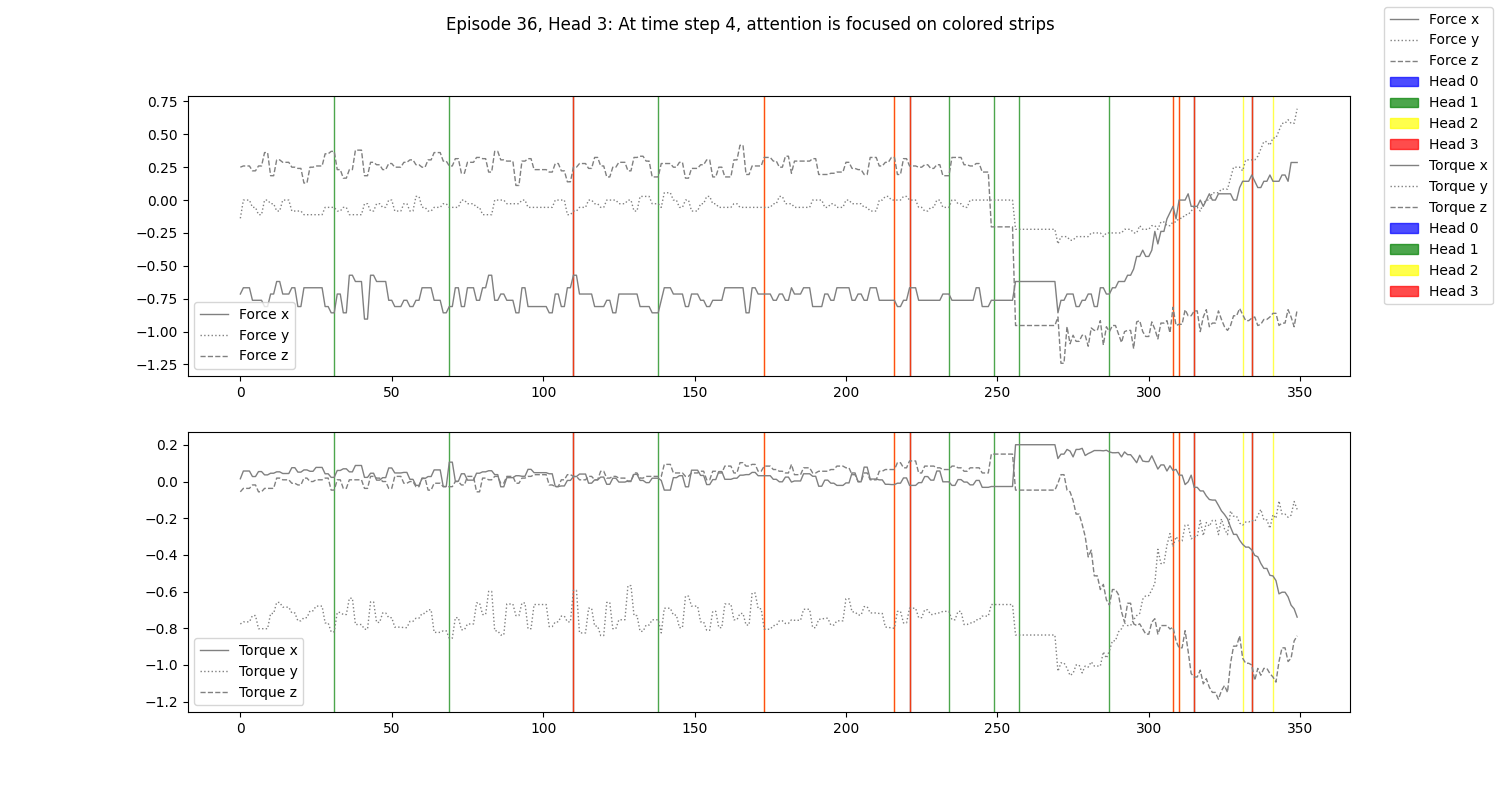 Episode 36, Head 3: At time step 4, attention is focused on colored strips
Force x
Force y
Force z
Head 0
Head 1
Head 2
Head 3
Torque x
Torque y
Torque z
Head 0
Head 1
Head 2
Head 3
0.75
0.50
0.25
0.00
−0.25
−0.50
−0.75
−1.00
−1.25
Force x
Force y
Force z
0 50 100 150 200 250 300 350
0.2
0.0
−0.2
−0.4
−0.6
−0.8
−1.0
−1.2
Torque x
Torque y
Torque z
0 50 100 150 200 250 300 350